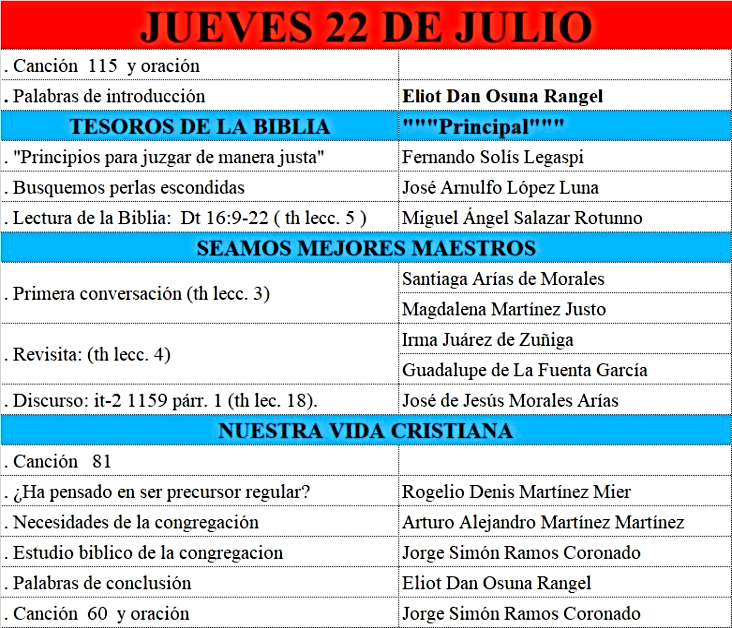 JUEVES 22 DE JULIO
. Canción 115 y oración
. Palabras de introducción Eliot Dan Osuna Rangel
TESOROS DE LA BIBLIA """Principal"""
. "Principios para juzgar de manera justa" Fernando Solís Legaspi
. Busquemos perlas escondidas José Arnulfo López Luna
. Lectura de la Biblia: Dt 16:9-22 ( th lecc. 5 ) Miguel Ángel Salazar Rotunno
SEAMOS MEJORES MAESTROS
. Primera conversación (th lecc. 3) Santiaga Arías de Morales
Magdalena Martínez Justo
. Revisita: (th lecc. 4) Irma Juárez de Zuñiga
Guadalupe de La Fuenta García
. Discurso: it-2 1159 párr. 1 (th lec. 18). José de Jesús Morales Arías
NUESTRA VIDA CRISTIANA
. Canción 81
. ¿Ha pensado en ser precursor regular? Rogelio Denis Martínez Mier
. Necesidades de la congregación Arturo Alejandro Martínez Martínez
. Estudio biblico de la congregacion Jorge Simón Ramos Coronado
. Palabras de conclusión Eliot Dan Osuna Rangel
. Canción 60 y oración Jorge Simón Ramos Coronado